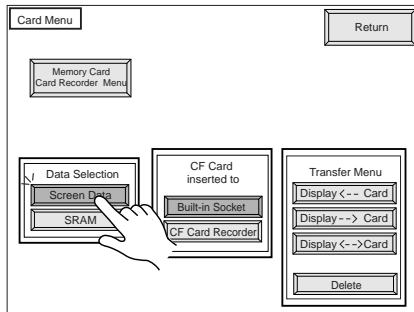 Card Menu
Return
Memory Card
Card Recorder Menu
Data Selection
Screen Data
SRAM
CF Card
inserted to
Built-in Socket
CF Card Recorder
Transfer Menu
Display <-- Card
Display --> Card
Display <--> Card
Delete